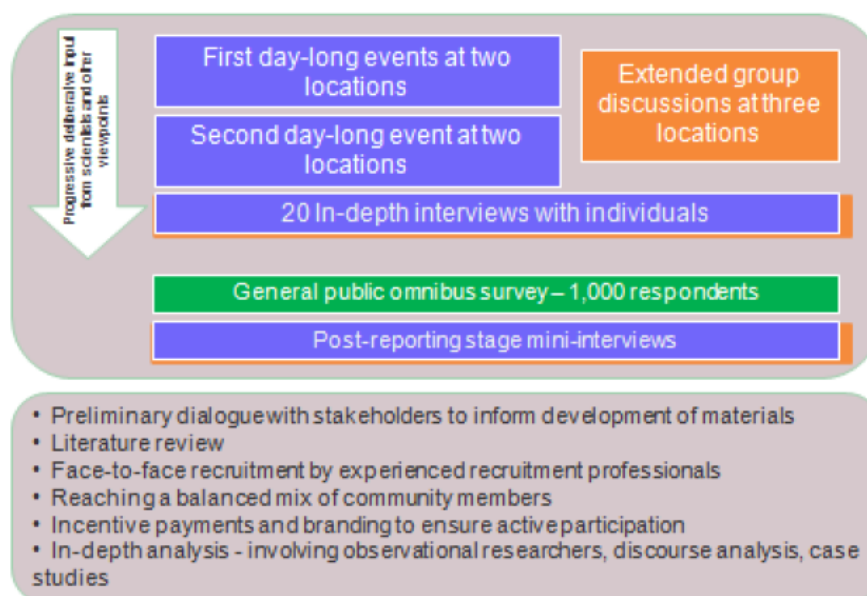 Progressive deliberative input
from scientists and other
viewpoints
First day-long events at two
locations
Second day-long event at two
locations
Extended group
discussions at three
locations
20 In-depth interviews with individuals
General public omnibus survey – 1,000 respondents
Post-reporting stage mini-interviews
• Preliminary dialogue with stakeholders to inform development of materials
• Literature review
• Face-to-face recruitment by experienced recruitment professionals
• Reaching a balanced mix of community members
• Incentive payments and branding to ensure active participation
• In-depth analysis - involving observational researchers, discourse analysis, case
studies